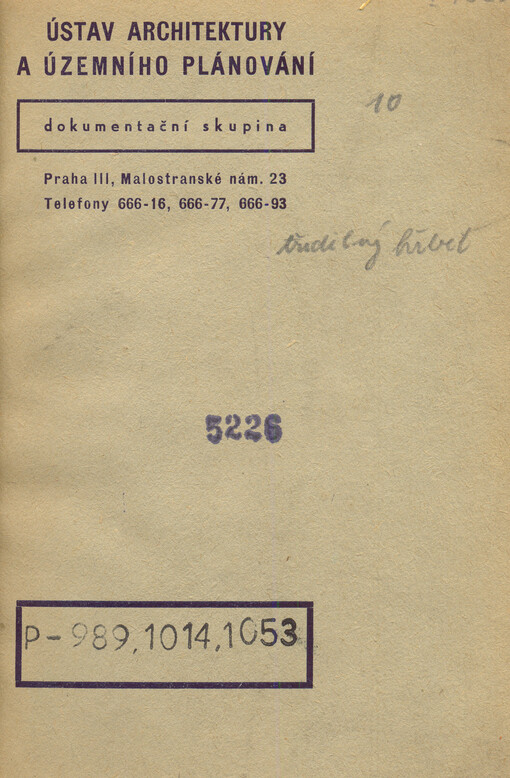 ÚSTAV ARCHITEKTURY
A ÚZEMNÍHO PLÁNOVÁNÍ
10
dokumentační skupina
Praha III, Malostranské nám. 23
Telefony 666-16, 666-77, 666-93
hřbet
5226
P-989,1014,1053